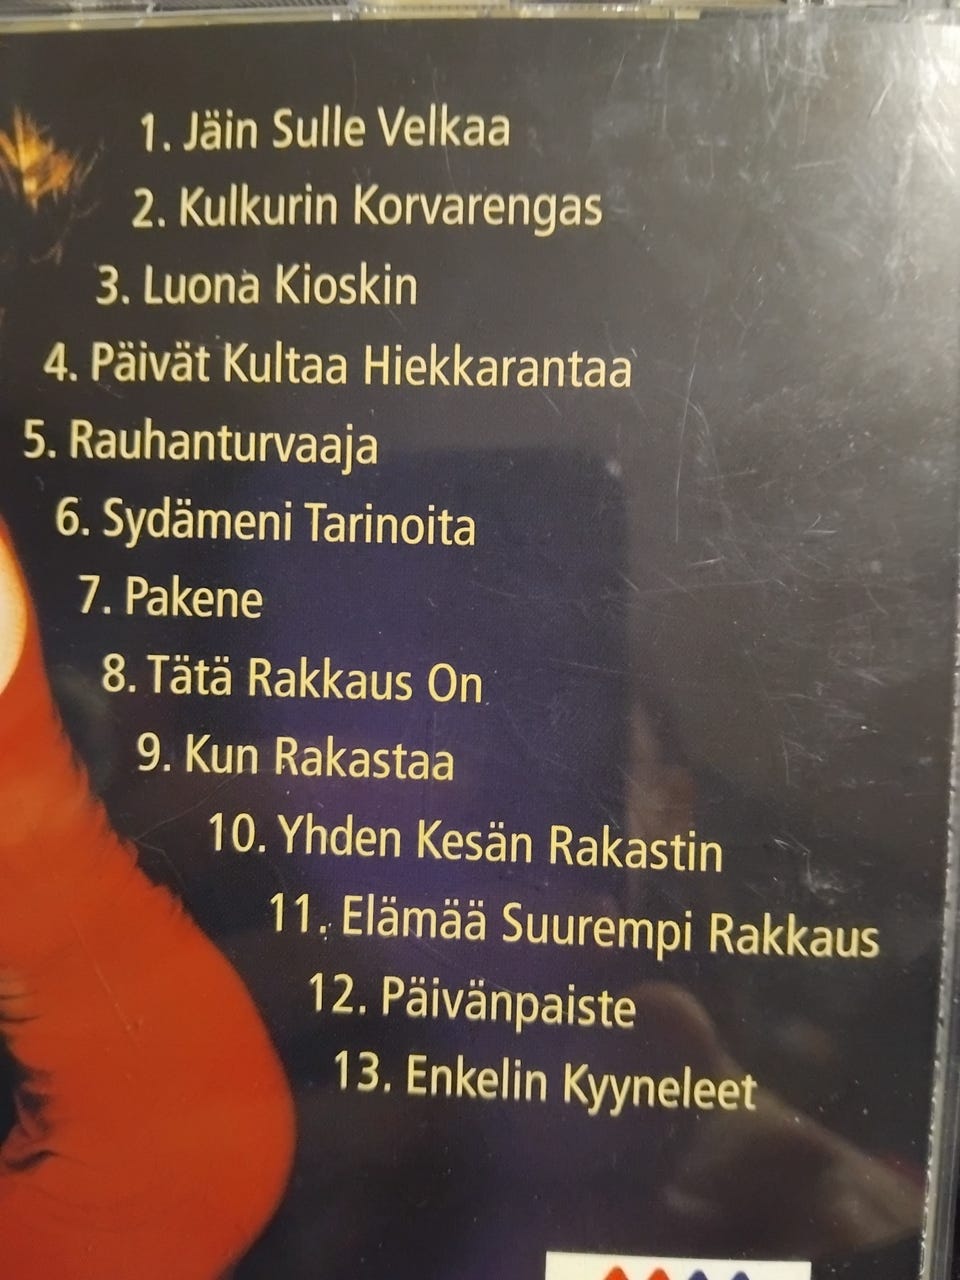 1. Jäin Sulle Velkaa
2. Kulkurin Korvarengas
3. Luona Kioskin
4. Päivät Kultaa Hiekkarantaa
5. Rauhanturvaaja
6. Sydämeni Tarinoita
7. Pakene
8. Tätä Rakkaus On
9. Kun Rakastaa
10. Yhden Kesän Rakastin
11. Elämää Suurempi Rakkaus
12. Päivänpaiste
13. Enkelin Kyyneleet